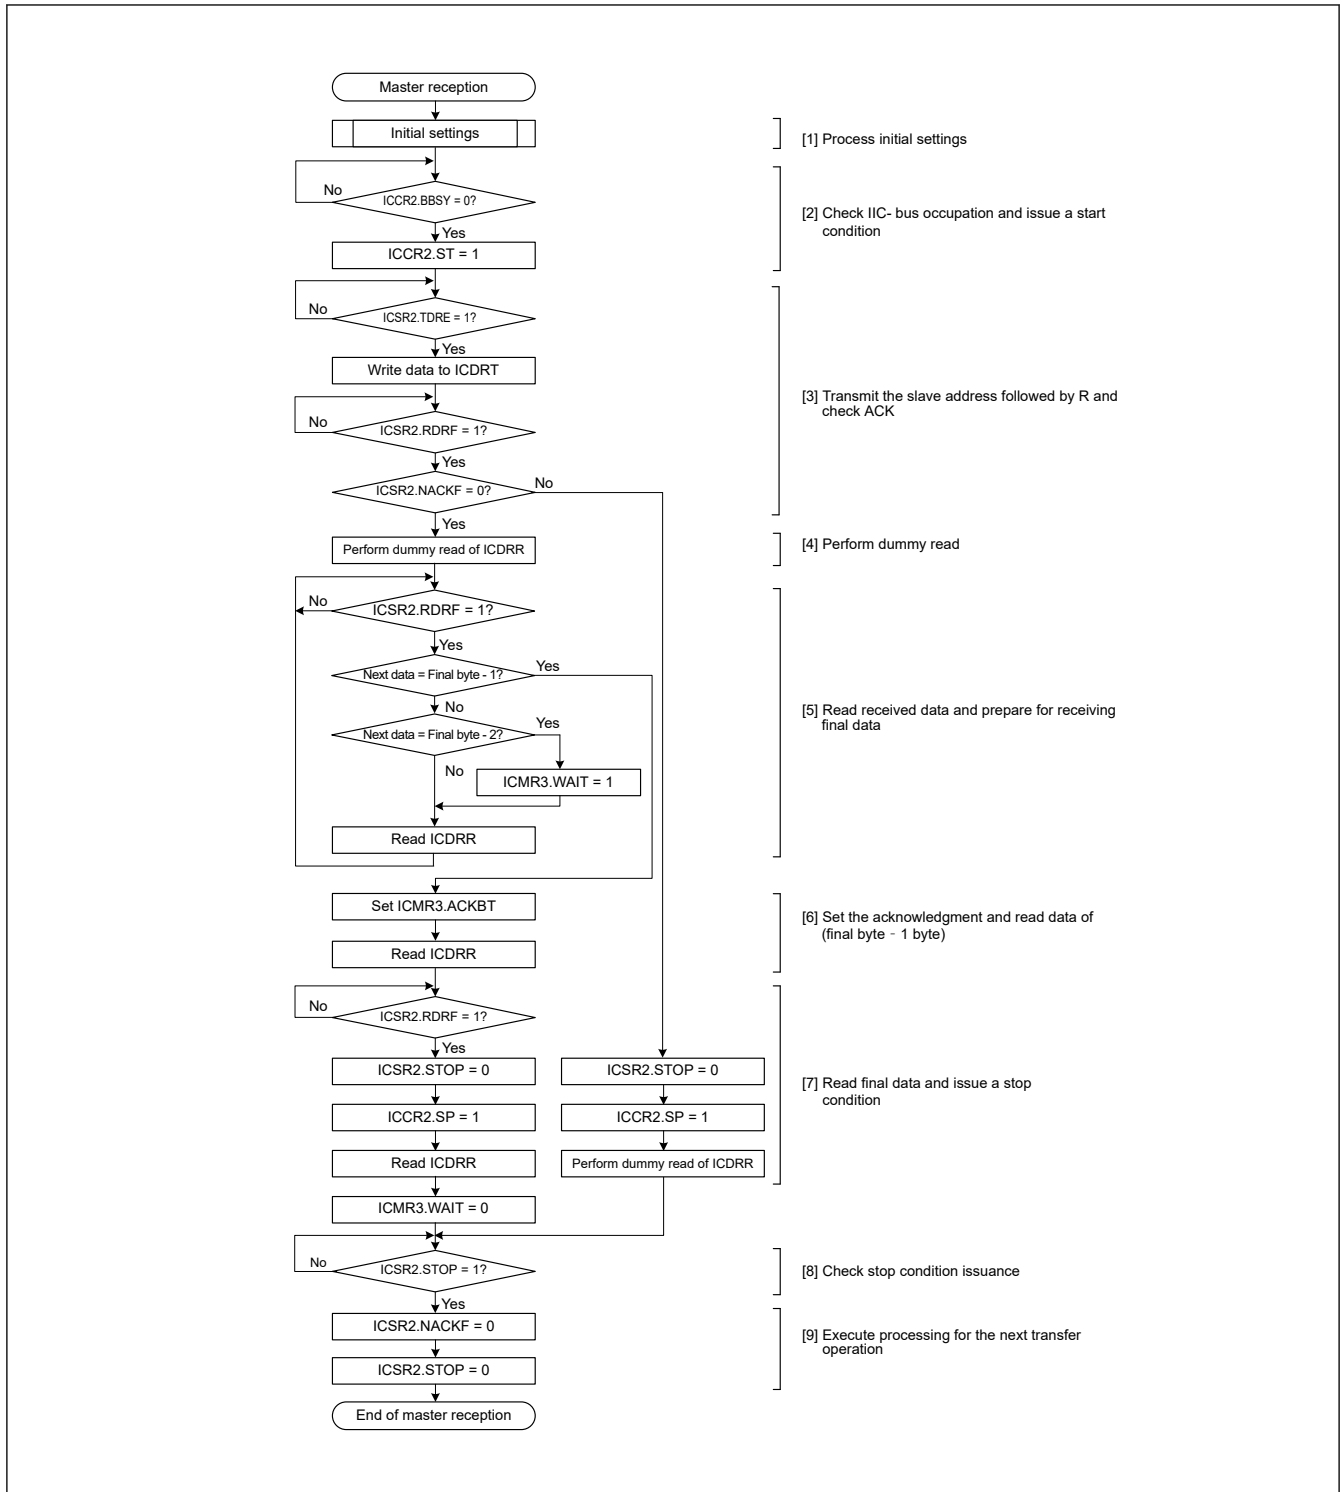 Master reception
Initial settings
[1] Process initial settings
No
ICCR2.BBSY = 0?
[2] Check IIC- bus occupation and issue a start
condition
Yes
ICCR2.ST = 1
No
ICSR2.TDRE = 1?
Yes
Write data to ICDRT
[3] Transmit the slave address followed by R and
check ACK
No
ICSR2.RDRF = 1?
Yes
ICSR2.NACKF = 0?
No
Yes
Perform dummy read of ICDRR
[4] Perform dummy read
No
ICSR2.RDRF = 1?
Yes
Next data = Final byte - 1?
Yes
No
Next data = Final byte - 2?
Yes
[5] Read received data and prepare for receiving
final data
No
ICMR3.WAIT = 1
Read ICDRR
Set ICMR3.ACKBT
[6] Set the acknowledgment and read data of
(final byte - 1 byte)
Read ICDRR
No
ICSR2.RDRF = 1?
Yes
ICSR2.STOP = 0
ICSR2.STOP = 0
[7] Read final data and issue a stop
condition
ICCR2.SP = 1
ICCR2.SP = 1
Read ICDRR
Perform dummy read of ICDRR
ICMR3.WAIT = 0
No
ICSR2.STOP = 1?
[8] Check stop condition issuance
Yes
ICSR2.NACKF = 0
[9] Execute processing for the next transfer
operation
ICSR2.STOP = 0
End of master reception